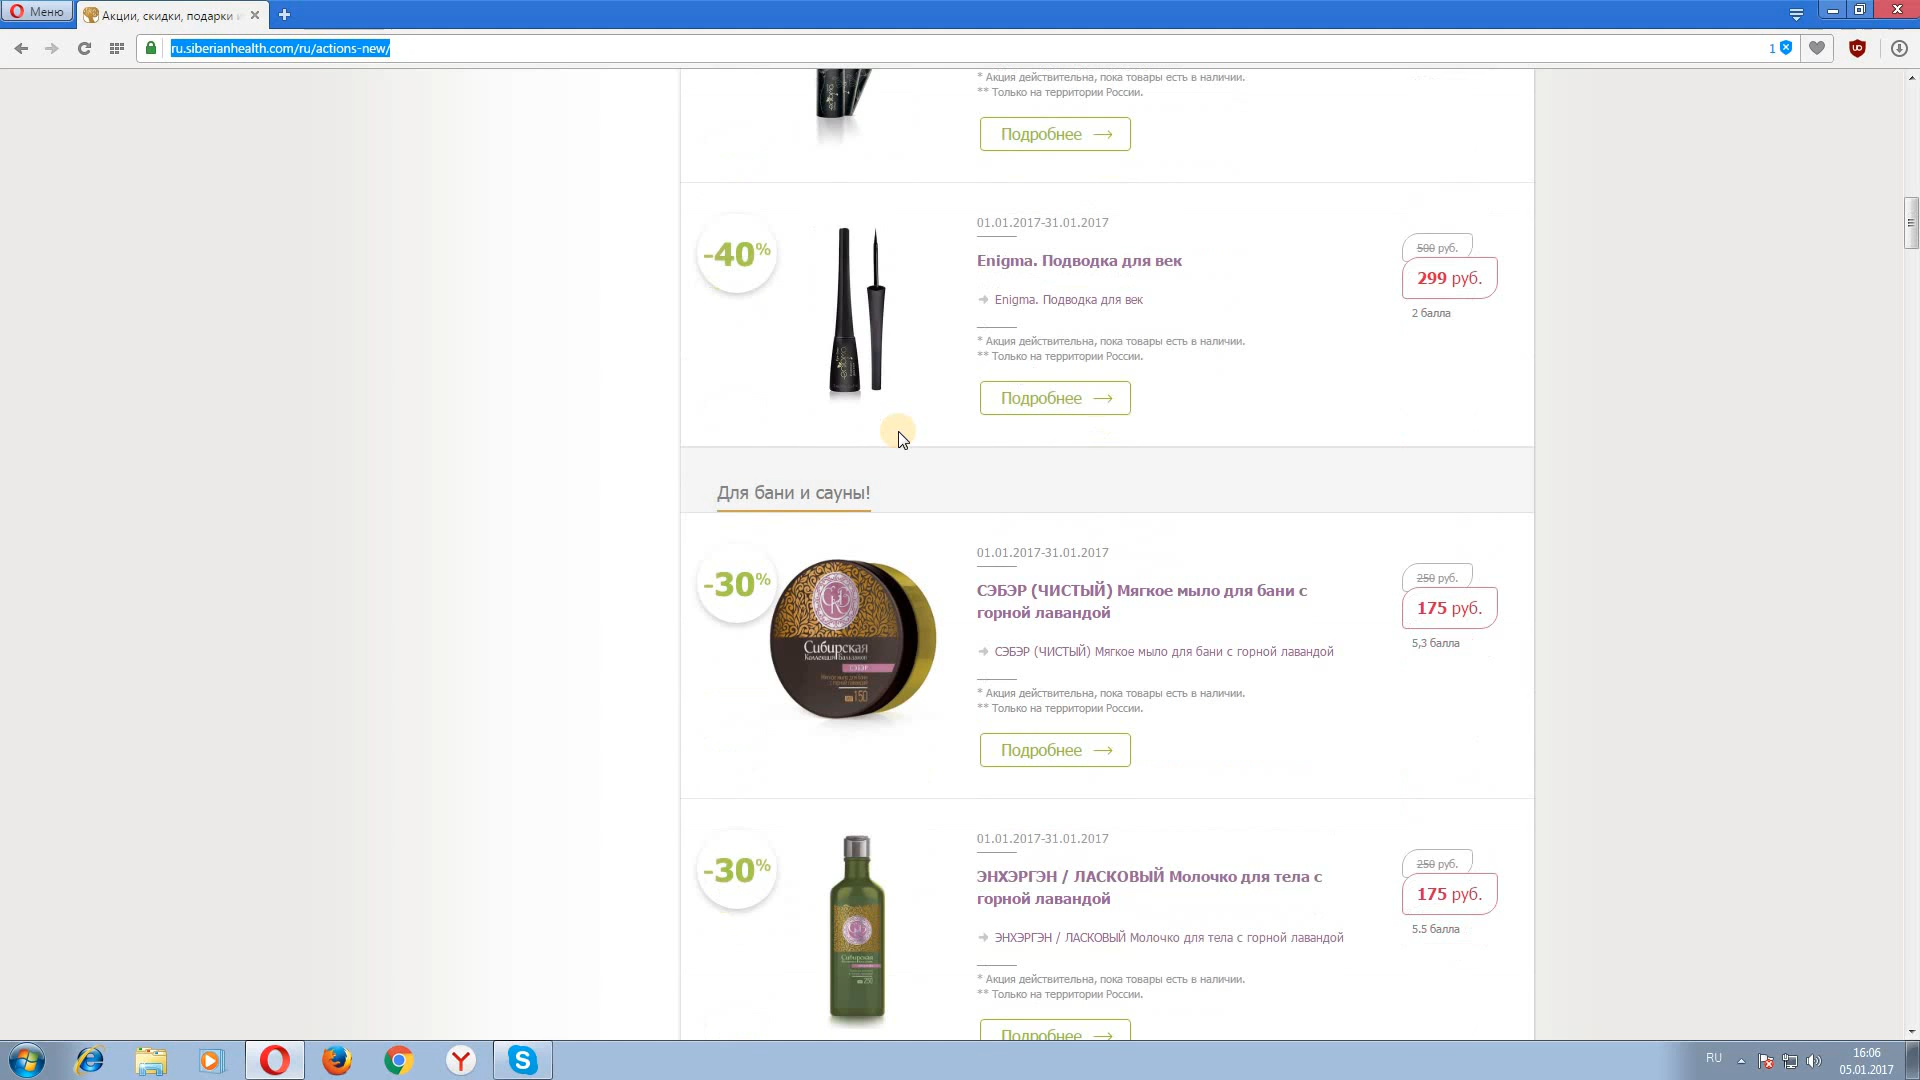 Меню
Акции, скидки, подарки и
ru.siberianhealth.com/ru/actions-new/
1
* Акция действительна, пока товары есть в наличии.
** Только на территории России.
Подробнее
-40%
01.01.2017-31.01.2017
Enigma. Подводка для век
Enigma. Подводка для век
* Акция действительна, пока товары есть в наличии.
** Только на территории России.
Подробнее
500 руб.
299 руб.
2 балла
Для бани и сауны!
-30%
Сибирская
Коллекция Бальзамов
СЭБЭР
150
01.01.2017-31.01.2017
СЭБЭР (ЧИСТЫЙ) Мягкое мыло для бани с
горной лавандой
СЭБЭР (ЧИСТЫЙ) Мягкое мыло для бани с горной лавандой
* Акция действительна, пока товары есть в наличии.
** Только на территории России.
Подробнее
250 руб.
175 руб.
5,3 балла
-30%
Сибирская
250
01.01.2017-31.01.2017
ЭНХЭРГЭН / ЛАСКОВЫЙ Молочко для тела с
горной лавандой
ЭНХЭРГЭН / ЛАСКОВЫЙ Молочко для тела с горной лавандой
* Акция действительна, пока товары есть в наличии.
** Только на территории России.
Подробнее
250 руб.
175 руб.
5.5 балла
RU
16:06
05.01.2017